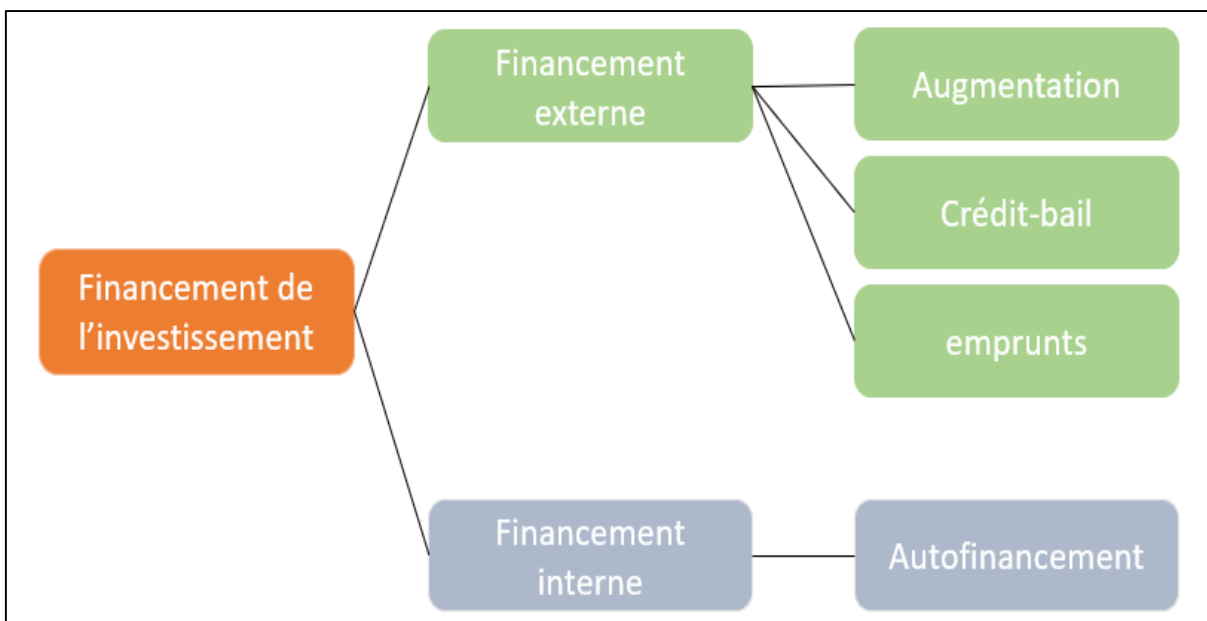 Financement de
l’investissement
Financement
externe
Augmentation
Crédit-bail
emprunts
Financement
interne
Autofinancement